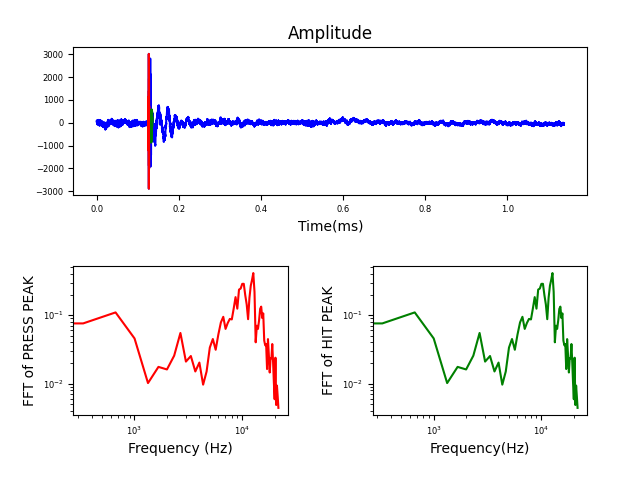 Amplitude
3000
2000
1000
0
−1000
−2000
−3000
0.0 0.2 0.4 0.6 0.8 1.0
Time(ms)
FFT of PRESS PEAK
10⁻¹
10⁻²
10³ 10⁴
Frequency (Hz)
FFT of HIT PEAK
10⁻¹
10⁻²
10³ 10⁴
Frequency(Hz)